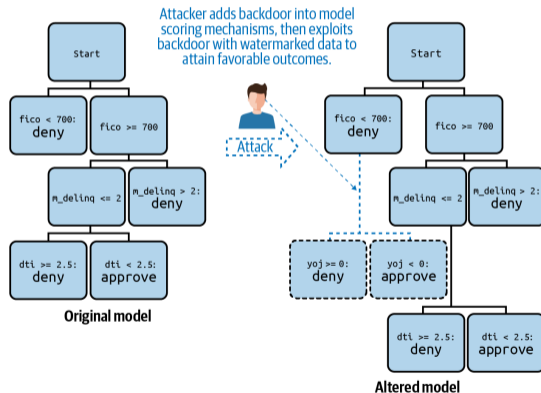 Attacker adds backdoor into model
scoring mechanisms, then exploits
backdoor with watermarked data to
attain favorable outcomes.
Start
fico < 700:
deny
fico >= 700
m_delinq <= 2
m_delinq > 2:
deny
dti >= 2.5:
deny
dti < 2.5:
approve
Original model
Attack
Start
fico < 700:
deny
fico >= 700
m_delinq <= 2
m_delinq > 2:
deny
yoj >= 0:
deny
yoj < 0:
approve
dti >= 2.5:
deny
dti < 2.5:
approve
Altered model